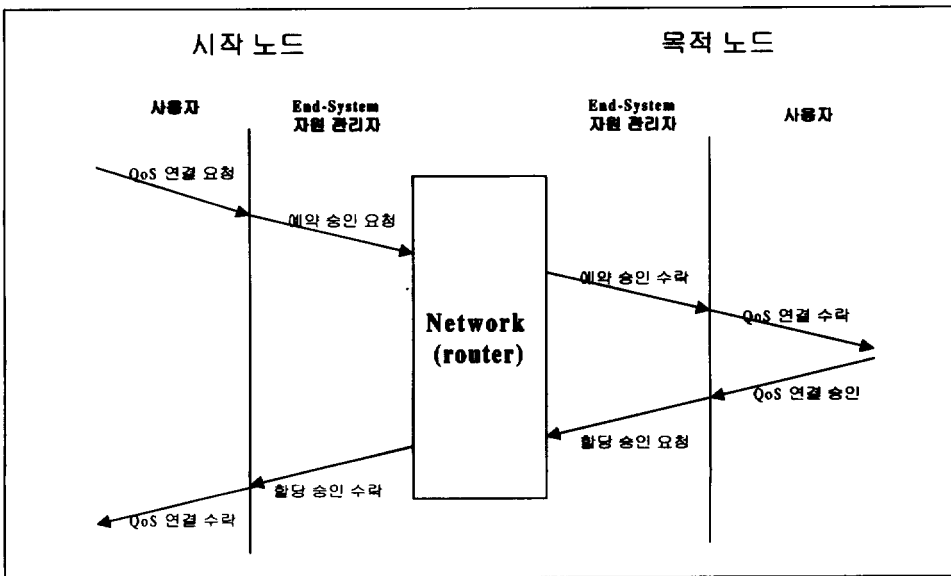 시작 노드
목적 노드
사용자
End-System
자원 관리자
End-System
자원 관리자
사용자
QoS 연결 요청
예약 승인 요청
예약 승인 수락
QoS 연결 수락
Network
(router)
QoS 연결 승인
할당 승인 요청
할당 승인 수락
QoS 연결 수락